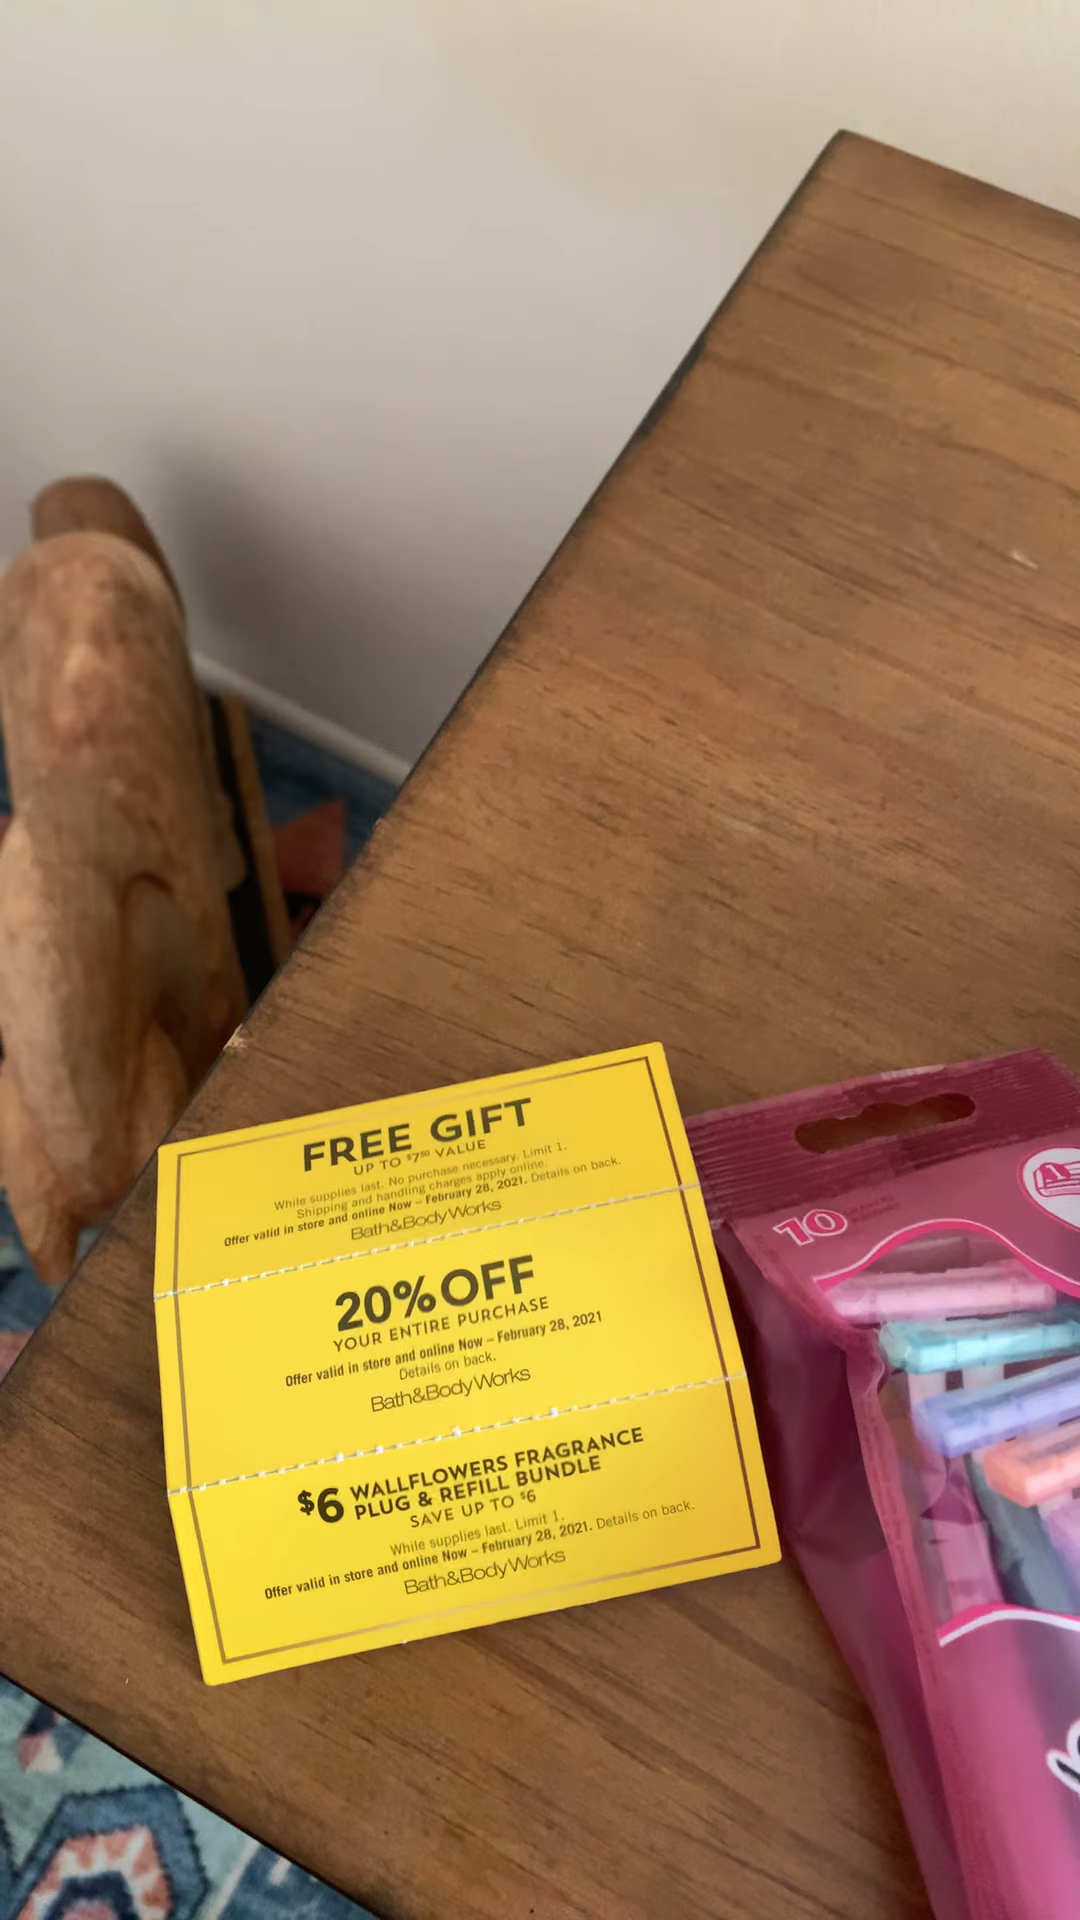 FREE GIFT
UP TO $7⁵⁰ VALUE
While supplies last. No purchase necessary. Limit 1.
Shipping and handling charges apply online.
Offer valid in store and online Now – February 28, 2021. Details on back.
Bath&BodyWorks
20% OFF
YOUR ENTIRE PURCHASE
Offer valid in store and online Now – February 28, 2021
Details on back.
Bath&BodyWorks
$6 WALLFLOWERS FRAGRANCE
PLUG & REFILL BUNDLE
SAVE UP TO $6
While supplies last. Limit 1.
Offer valid in store and online Now – February 28, 2021. Details on back.
Bath&BodyWorks
10
1